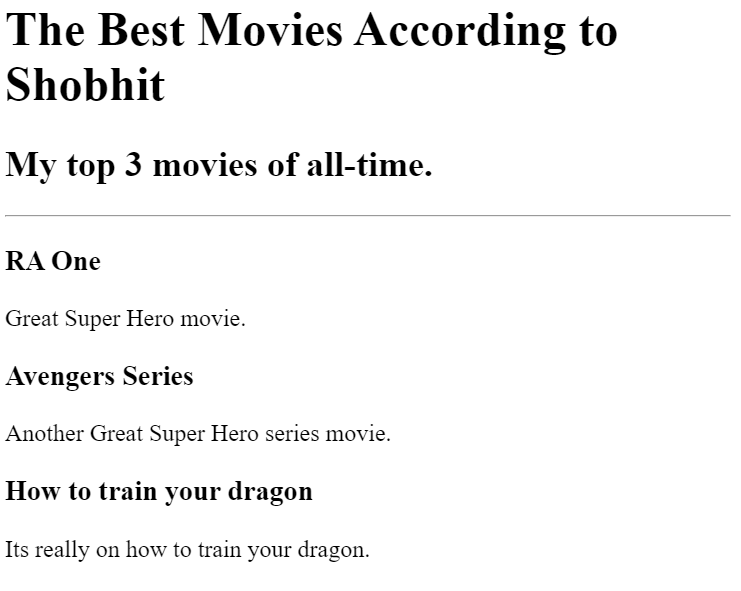 The Best Movies According to
Shobhit
My top 3 movies of all-time.
RA One
Great Super Hero movie.
Avengers Series
Another Great Super Hero series movie.
How to train your dragon
Its really on how to train your dragon.